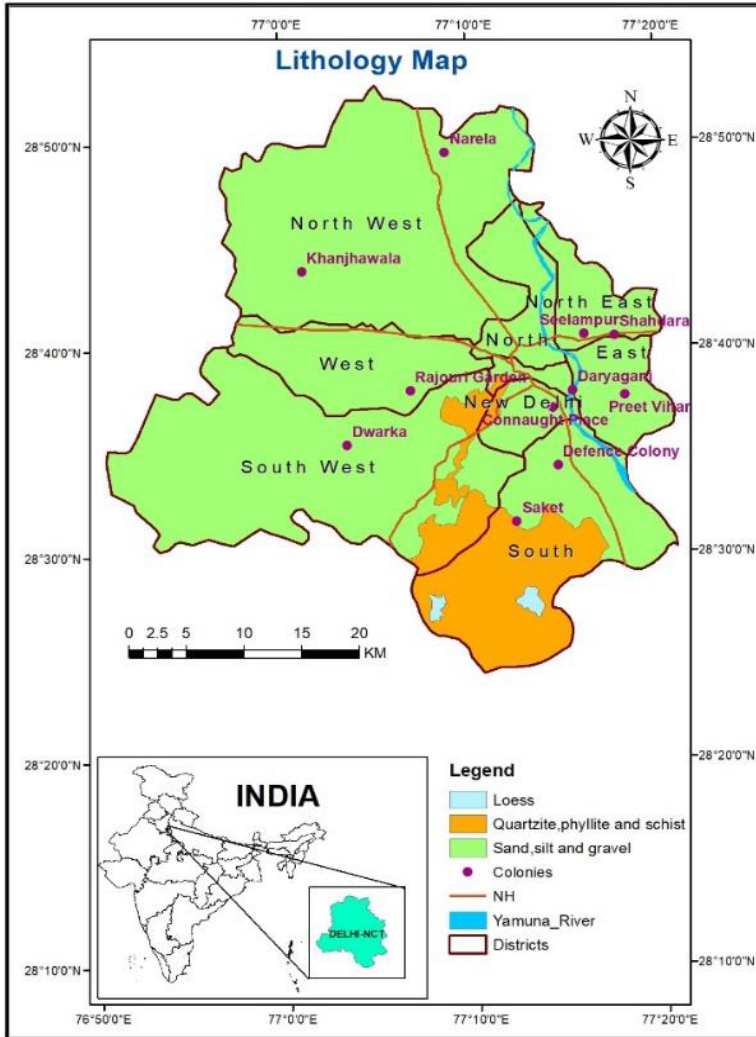 77°0'0"E 77°10'0"E 77°20'0"E
Lithology Map
N
W E
S
28°50'0"N
28°50'0"N
Narela
North West
Khanjhawala
North East
Seelampur Shahdara
28°40'0"N
28°40'0"N
North
East
West
Rajouri Garden
Daryaganj
New Delhi
Preet Vihar
Connaught Place
Dwarka
Defence Colony
South West
Saket
28°30'0"N
28°30'0"N
South
0 2.5 5 10 15 20
KM
28°20'0"N
28°20'0"N
INDIA
DELHI-NCT
Legend
Loess
Quartzite,phyllite and schist
Sand,silt and gravel
Colonies
NH
Yamuna_River
Districts
28°10'0"N
28°10'0"N
76°50'0"E 77°0'0"E 77°10'0"E 77°20'0"E